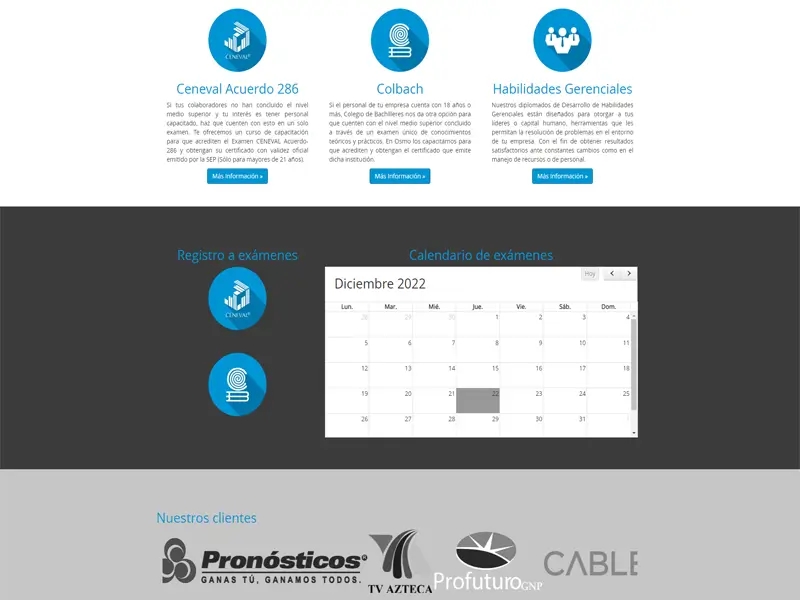 CENEVAL®
Ceneval Acuerdo 286
Si tus colaboradores no han concluido el nivel
medio superior y tu interés es tener personal
capacitado, haz que cuenten con esto en un solo
examen. Te ofrecemos un curso de capacitación
para que acrediten el Examen CENEVAL Acuerdo-
286 y obtengan su certificado con validez oficial
emitido por la SEP (Sólo para mayores de 21 años).
Más Información »
Colbach
Si el personal de tu empresa cuenta con 18 años o
más, Colegio de Bachilleres nos da otra opción para
que cuenten con el nivel medio superior concluido
a través de un examen único de conocimientos
teóricos y prácticos. En Dismo los capacitamos para
que acrediten y obtengan el certificado que emite
dicha institución.
Más Información »
Habilidades Gerenciales
Nuestros diplomados de Desarrollo de Habilidades
Gerenciales están diseñados para otorgar a tus
líderes o capital humano, herramientas que les
permitan la resolución de problemas en el entorno
de tu empresa. Con el fin de obtener resultados
satisfactorios ante constantes cambios como en el
manejo de recursos o de personal.
Más Información »
Registro a exámenes
CENEVAL®
Calendario de exámenes
Diciembre 2022
Hoy
Lun. Mar. Mié. Jue. Vie. Sáb. Dom.
28 29 30 1 2 3 4
5 6 7 8 9 10 11
12 13 14 15 16 17 18
19 20 21 22 23 24 25
26 27 28 29 30 31 1
Nuestros clientes
Pronósticos®
GANAS TÚ, GANAMOS TODOS.
TV AZTECA
Profuturo GNP
CABLE